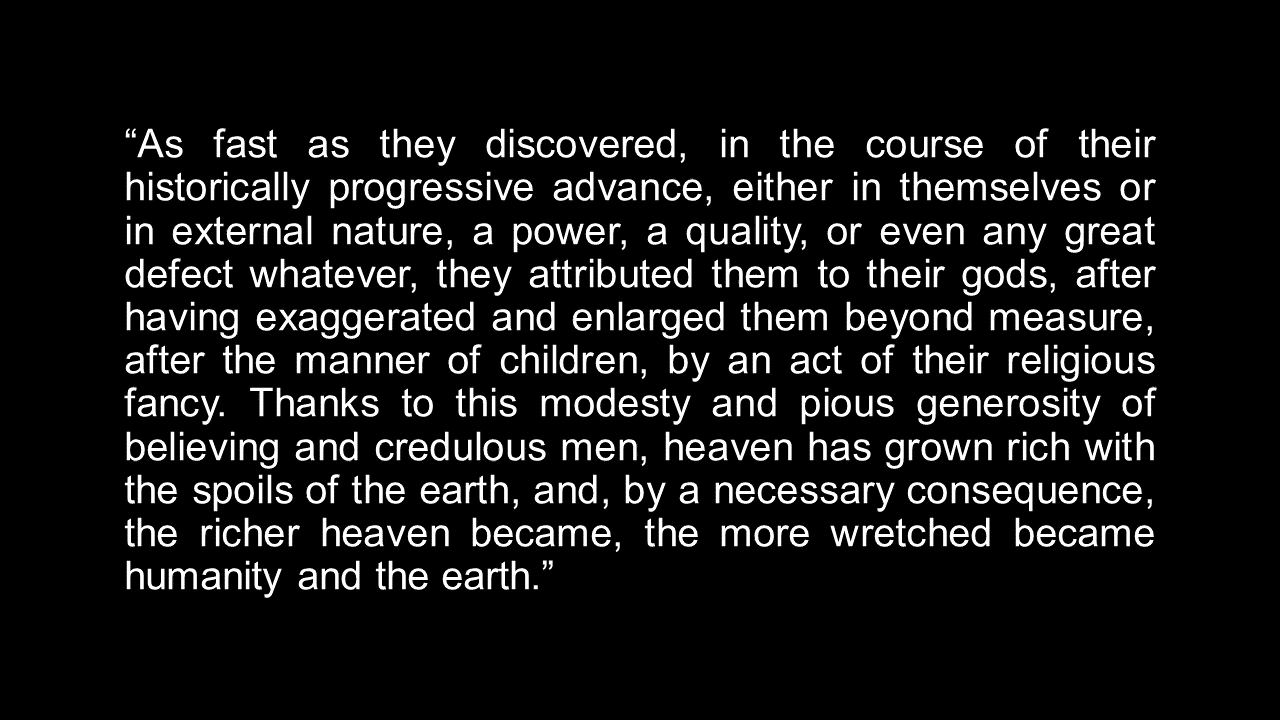 “As fast as they discovered, in the course of their
historically progressive advance, either in themselves or
in external nature, a power, a quality, or even any great
defect whatever, they attributed them to their gods, after
having exaggerated and enlarged them beyond measure,
after the manner of children, by an act of their religious
fancy. Thanks to this modesty and pious generosity of
believing and credulous men, heaven has grown rich with
the spoils of the earth, and, by a necessary consequence,
the richer heaven became, the more wretched became
humanity and the earth.”